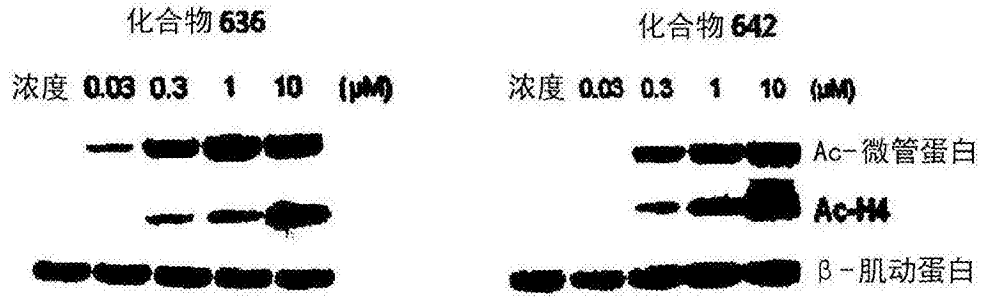 化合物 636
化合物 642
浓度 0.03 0.3 1 10 (μM)
浓度 0.03 0.3 1 10 (μM)
Ac-微管蛋白
Ac-H4
β-肌动蛋白